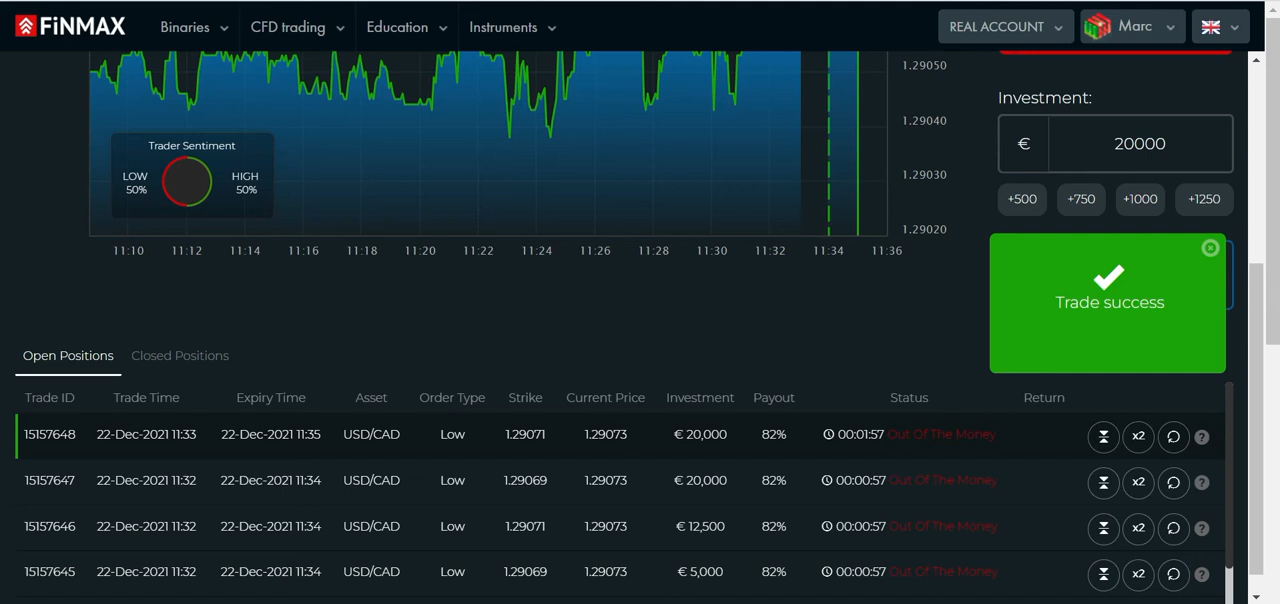 FiNMAX Binaries CFD trading Education Instruments REAL ACCOUNT Marc
1.29050
Investment:
1.29040
€ 20000
1.29030
+500 +750 +1000 +1250
1.29020
Trader Sentiment
LOW HIGH
50% 50%
11:10 11:12 11:14 11:16 11:18 11:20 11:22 11:24 11:26 11:28 11:30 11:32 11:34 11:36
Trade success
Open Positions Closed Positions
Trade ID Trade Time Expiry Time Asset Order Type Strike Current Price Investment Payout Status Return
15157648 22-Dec-2021 11:33 22-Dec-2021 11:35 USD/CAD Low 1.29071 1.29073 € 20,000 82% 00:01:57 Out Of The Money x2 ?
15157647 22-Dec-2021 11:32 22-Dec-2021 11:34 USD/CAD Low 1.29069 1.29073 € 20,000 82% 00:00:57 Out Of The Money x2 ?
15157646 22-Dec-2021 11:32 22-Dec-2021 11:34 USD/CAD Low 1.29071 1.29073 € 12,500 82% 00:00:57 Out Of The Money x2 ?
15157645 22-Dec-2021 11:32 22-Dec-2021 11:34 USD/CAD Low 1.29069 1.29073 € 5,000 82% 00:00:57 Out Of The Money x2 ?